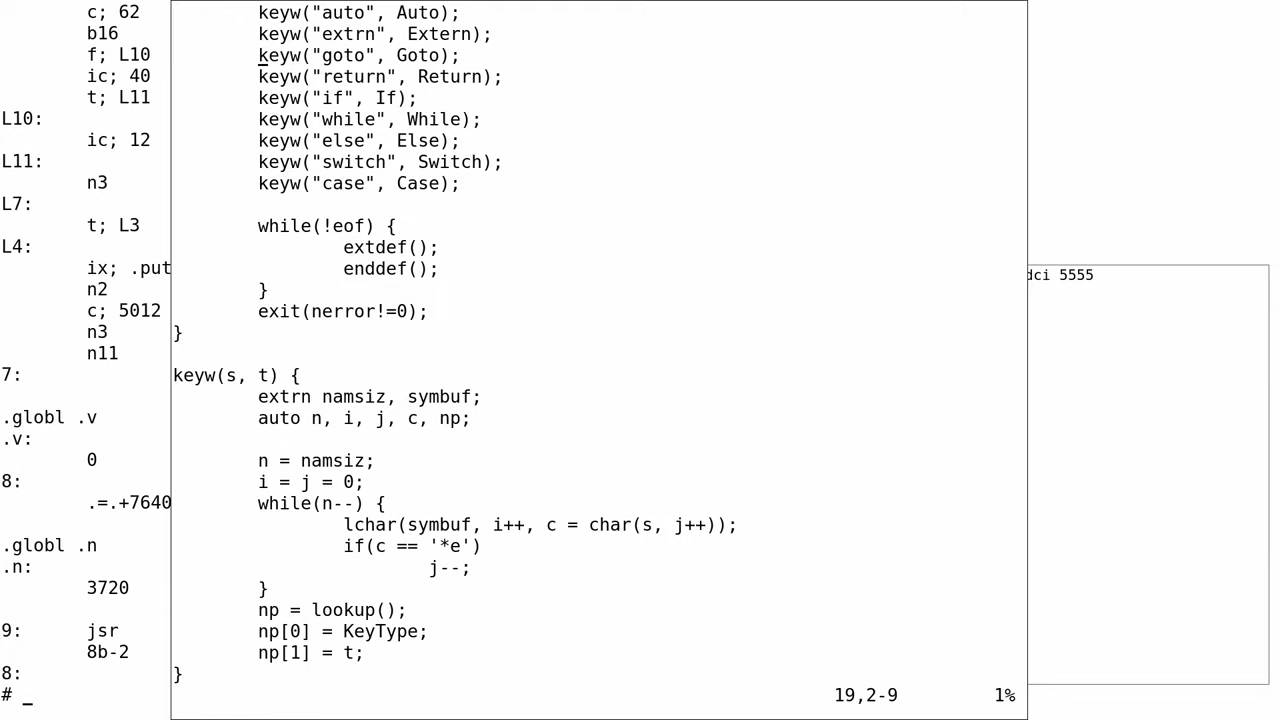 c; 62
b16
f; L10
ic; 40
t; L11
L10:
ic; 12
L11:
n3
L7:
t; L3
L4:
ix; .put
n2
c; 5012
n3
n11
7:
.globl .v
.v:
0
8:
.=.+7640
.globl .n
.n:
3720
9: jsr
8b-2
8:
# _
keyw("auto", Auto);
keyw("extrn", Extern);
keyw("goto", Goto);
keyw("return", Return);
keyw("if", If);
keyw("while", While);
keyw("else", Else);
keyw("switch", Switch);
keyw("case", Case);
while(!eof) {
extdef();
enddef();
}
exit(nerror!=0);
}
keyw(s, t) {
extrn namsiz, symbuf;
auto n, i, j, c, np;
n = namsiz;
i = j = 0;
while(n--) {
lchar(symbuf, i++, c = char(s, j++));
if(c == '*e')
j--;
}
np = lookup();
np[0] = KeyType;
np[1] = t;
}
19,2-9 1%
dci 5555